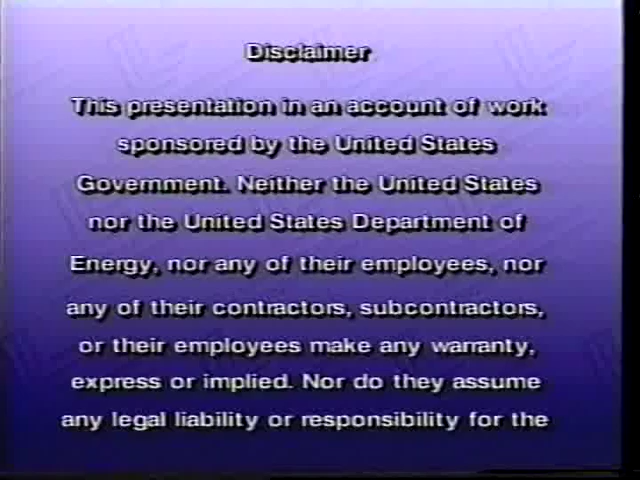 Disclaimer
This presentation in an account of work
sponsored by the United States
Government. Neither the United States
nor the United States Department of
Energy, nor any of their employees, nor
any of their contractors, subcontractors,
or their employees make any warranty,
express or implied. Nor do they assume
any legal liability or responsibility for the